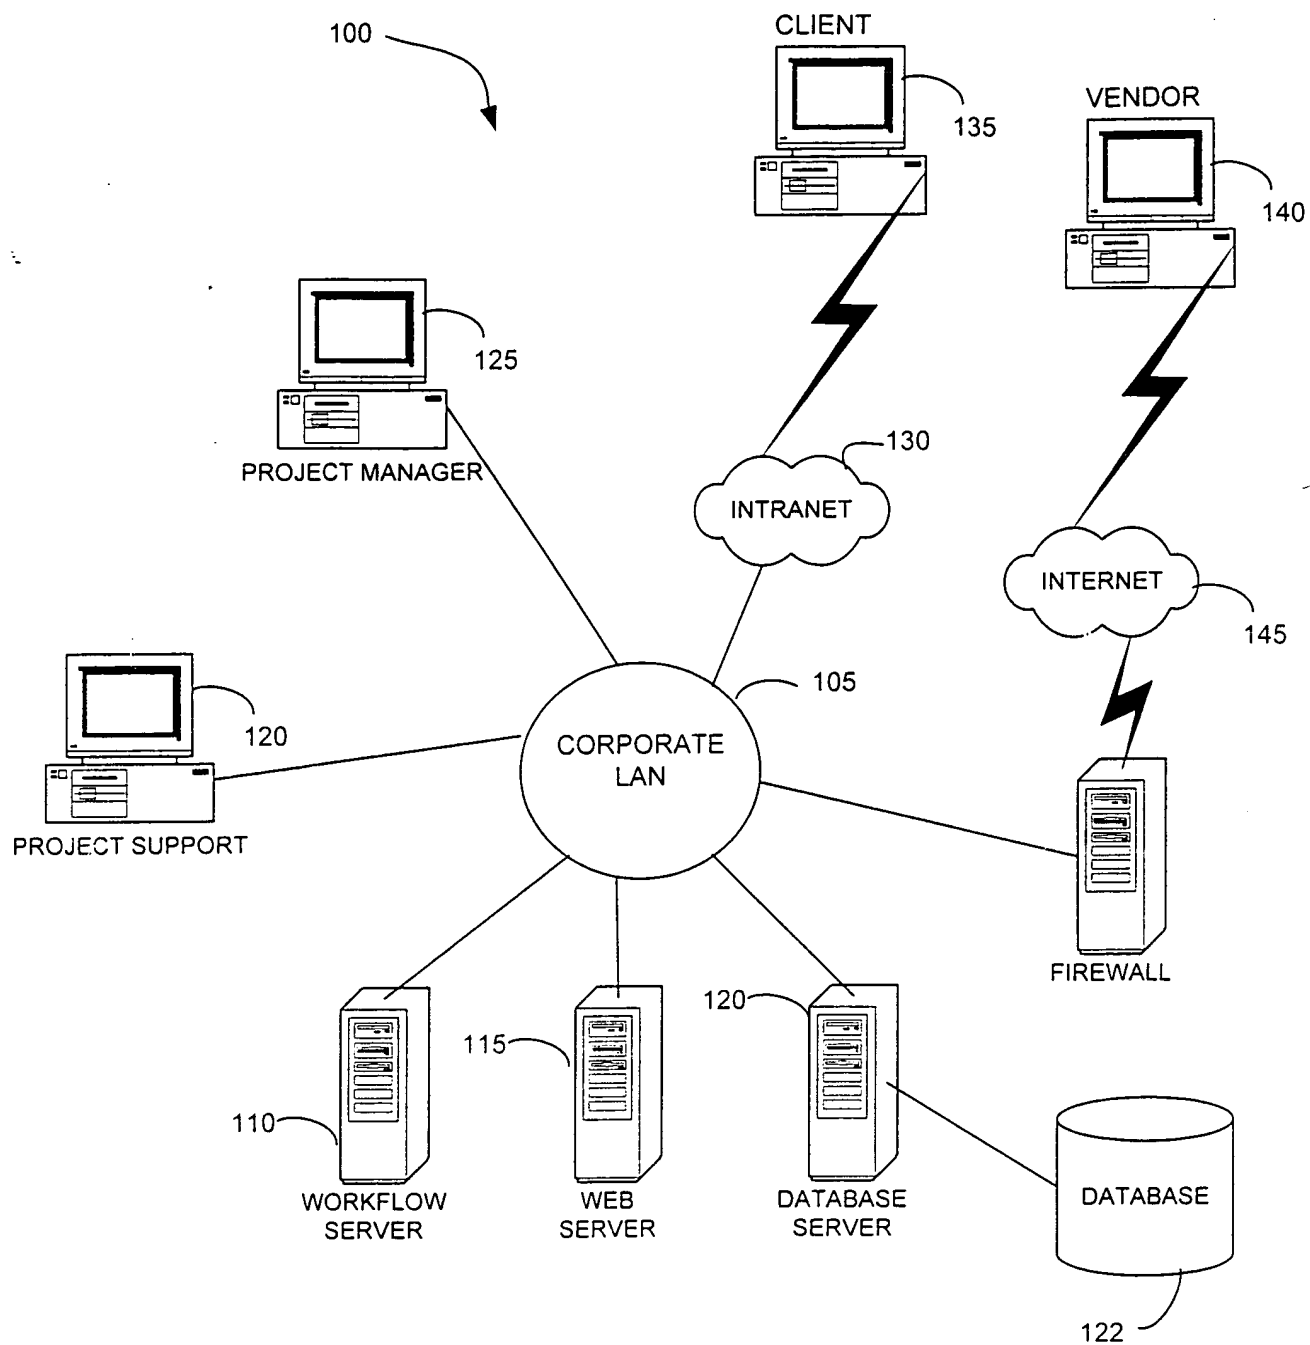 CLIENT
100
135
VENDOR
140
125
PROJECT MANAGER
130
INTRANET
INTERNET
145
105
120
CORPORATE
LAN
PROJECT SUPPORT
FIREWALL
120
115
110
WORKFLOW
SERVER
WEB
SERVER
DATABASE
SERVER
DATABASE
122